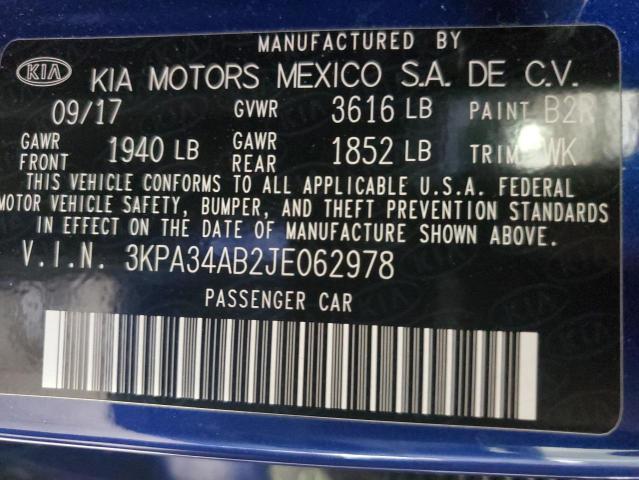 MANUFACTURED BY
KIA KIA MOTORS MEXICO S.A. DE C.V.
09/17 GVWR 3616 LB PAINT B2R
GAWR FRONT 1940 LB GAWR REAR 1852 LB TRIM WK
THIS VEHICLE CONFORMS TO ALL APPLICABLE U.S.A. FEDERAL
MOTOR VEHICLE SAFETY, BUMPER, AND THEFT PREVENTION STANDARDS
IN EFFECT ON THE DATE OF MANUFACTURE SHOWN ABOVE.
V.I.N. 3KPA34AB2JE062978
PASSENGER CAR